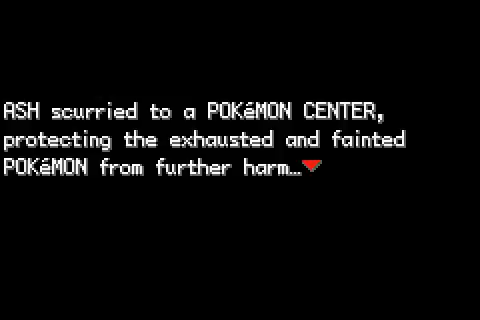 ASH scurried to a POKéMON CENTER,
protecting the exhausted and fainted
POKéMON from further harm…